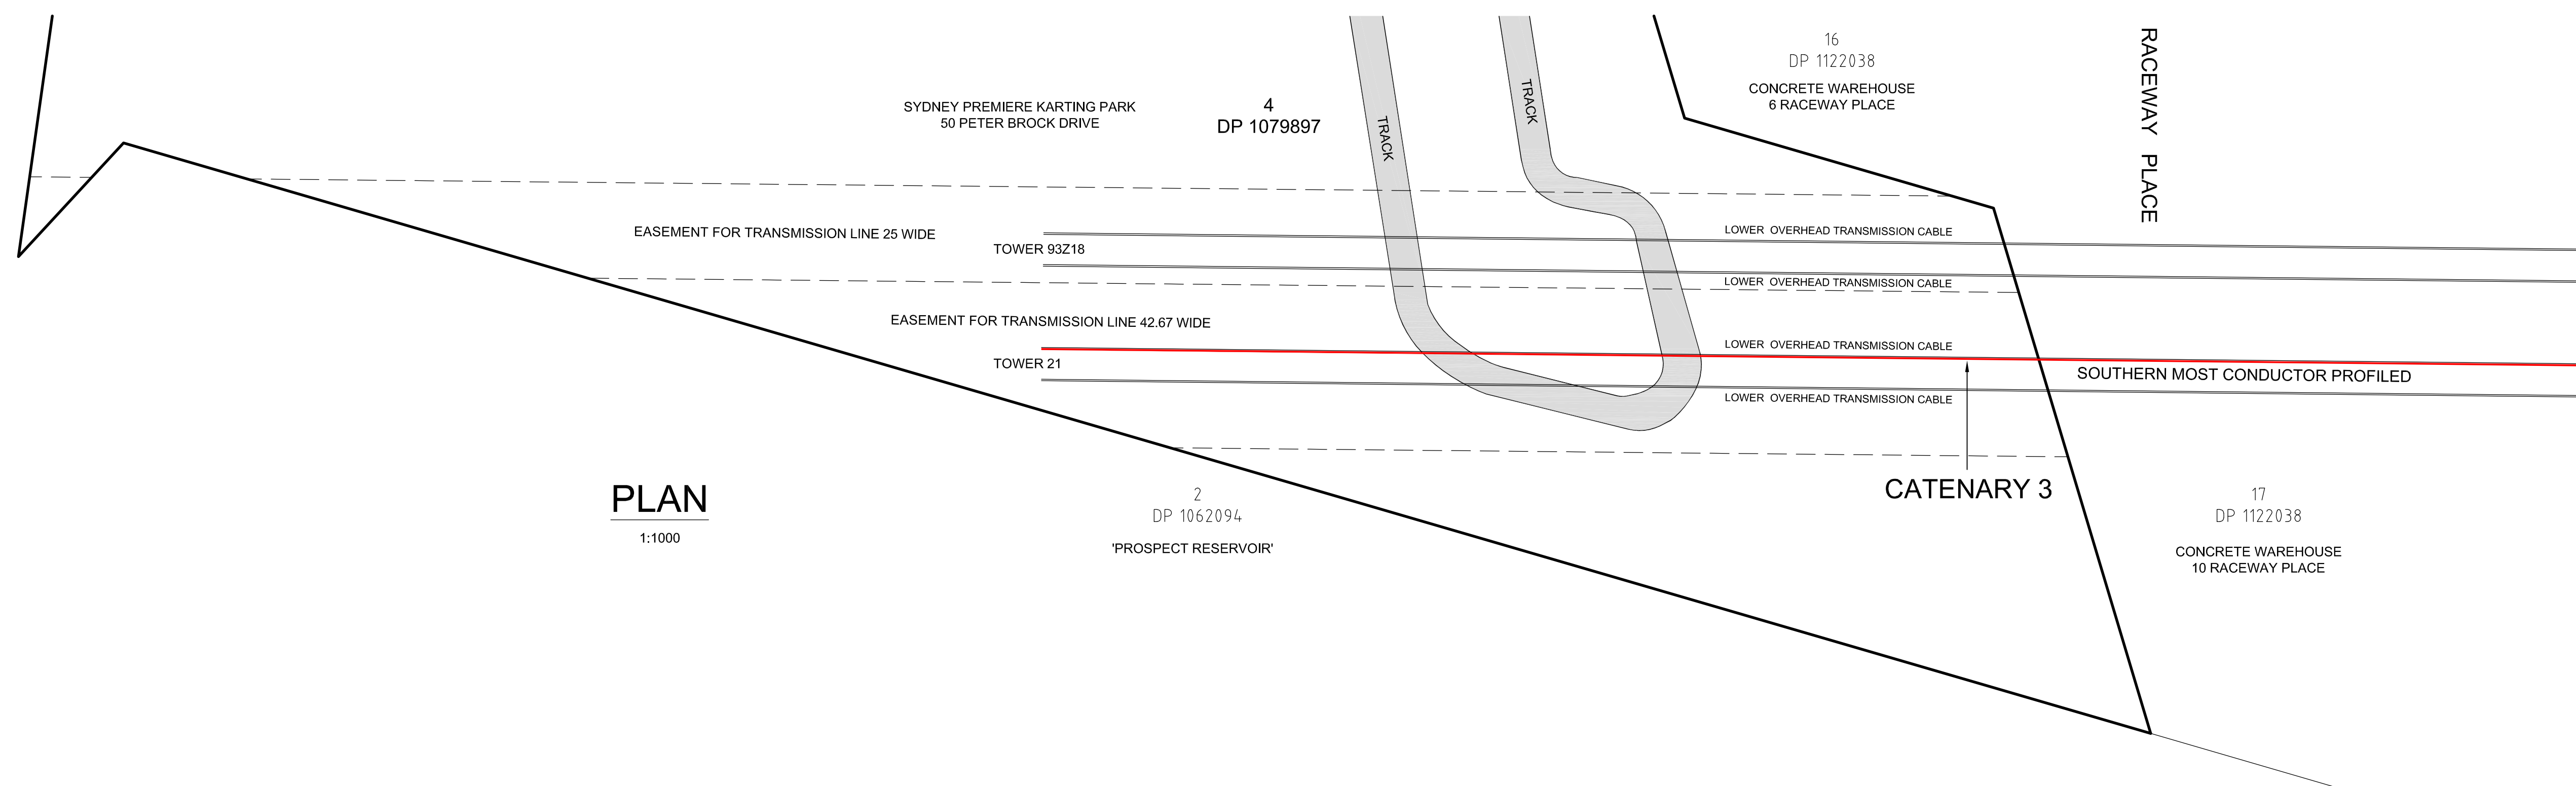 16
DP 1122038
CONCRETE WAREHOUSE
6 RACEWAY PLACE
RACEWAY PLACE
SYDNEY PREMIERE KARTING PARK
50 PETER BROCK DRIVE
4
DP 1079897
TRACK
TRACK
EASEMENT FOR TRANSMISSION LINE 25 WIDE
TOWER 93Z18
LOWER OVERHEAD TRANSMISSION CABLE
LOWER OVERHEAD TRANSMISSION CABLE
EASEMENT FOR TRANSMISSION LINE 42.67 WIDE
TOWER 21
LOWER OVERHEAD TRANSMISSION CABLE
SOUTHERN MOST CONDUCTOR PROFILED
LOWER OVERHEAD TRANSMISSION CABLE
CATENARY 3
PLAN
1:1000
2
DP 1062094
'PROSPECT RESERVOIR'
17
DP 1122038
CONCRETE WAREHOUSE
10 RACEWAY PLACE